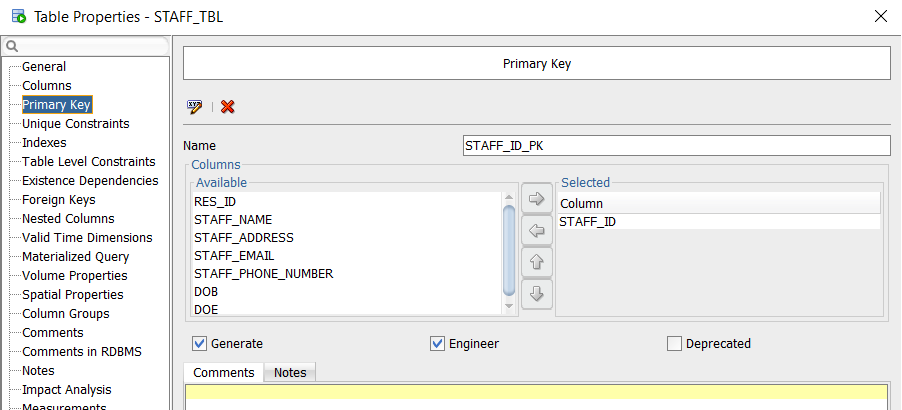 Table Properties - STAFF_TBL
General
Columns
Primary Key
Unique Constraints
Indexes
Table Level Constraints
Existence Dependencies
Foreign Keys
Nested Columns
Valid Time Dimensions
Materialized Query
Volume Properties
Spatial Properties
Column Groups
Comments
Comments in RDBMS
Notes
Impact Analysis
Measurements
Primary Key
XYZ
Name STAFF_ID_PK
Columns
Available
RES_ID
STAFF_NAME
STAFF_ADDRESS
STAFF_EMAIL
STAFF_PHONE_NUMBER
DOB
DOE
Selected
Column
STAFF_ID
Generate Engineer Deprecated
Comments Notes